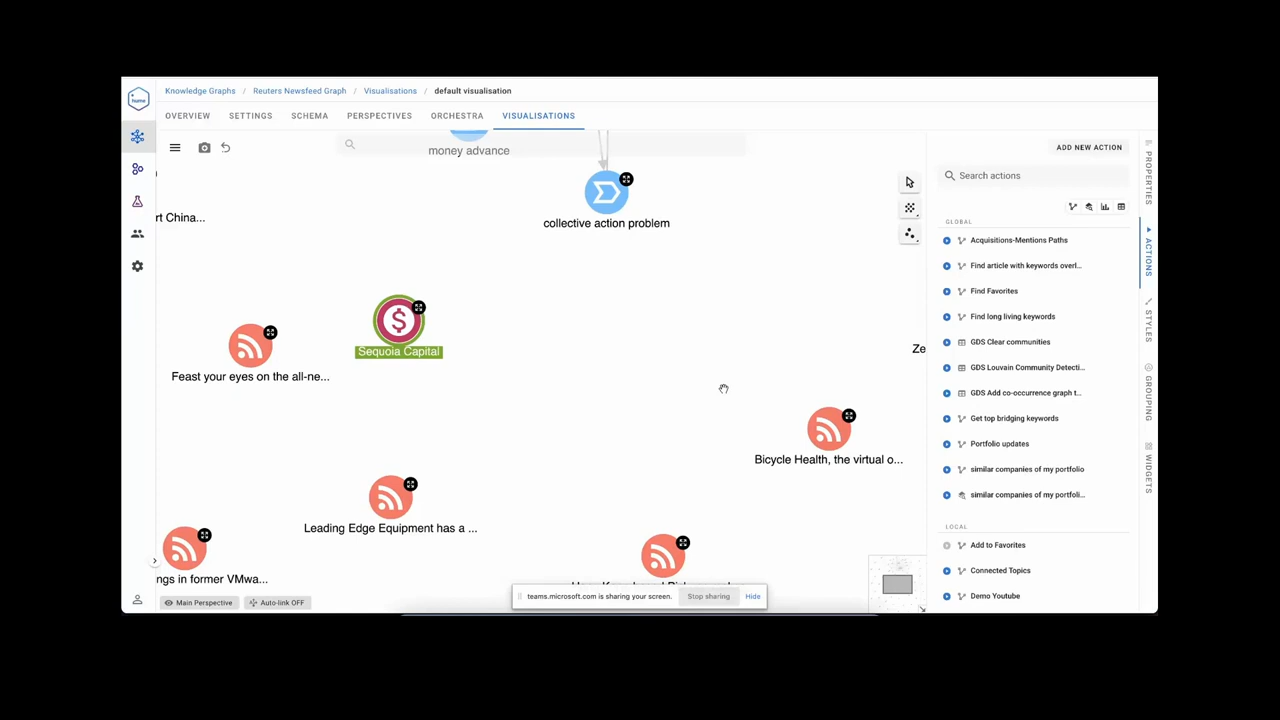 hume
Knowledge Graphs / Reuters Newsfeed Graph / Visualisations / default visualisation
OVERVIEW SETTINGS SCHEMA PERSPECTIVES ORCHESTRA VISUALISATIONS
money advance
collective action problem
rt China...
Sequoia Capital
Feast your eyes on the all-ne...
Ze
Bicycle Health, the virtual o...
Leading Edge Equipment has a ...
ngs in former VMwa...
teams.microsoft.com is sharing your screen. Stop sharing Hide
Main Perspective Auto-link OFF
ADD NEW ACTION
Search actions
GLOBAL
Acquisitions-Mentions Paths
Find article with keywords overl...
Find Favorites
Find long living keywords
GDS Clear communities
GDS Louvain Community Detecti...
GDS Add co-occurrence graph t...
Get top bridging keywords
Portfolio updates
similar companies of my portfolio
similar companies of my portfoli...
LOCAL
Add to Favorites
Connected Topics
Demo Youtube
PROPERTIES
ACTIONS
STYLES
GROUPING
WIDGETS